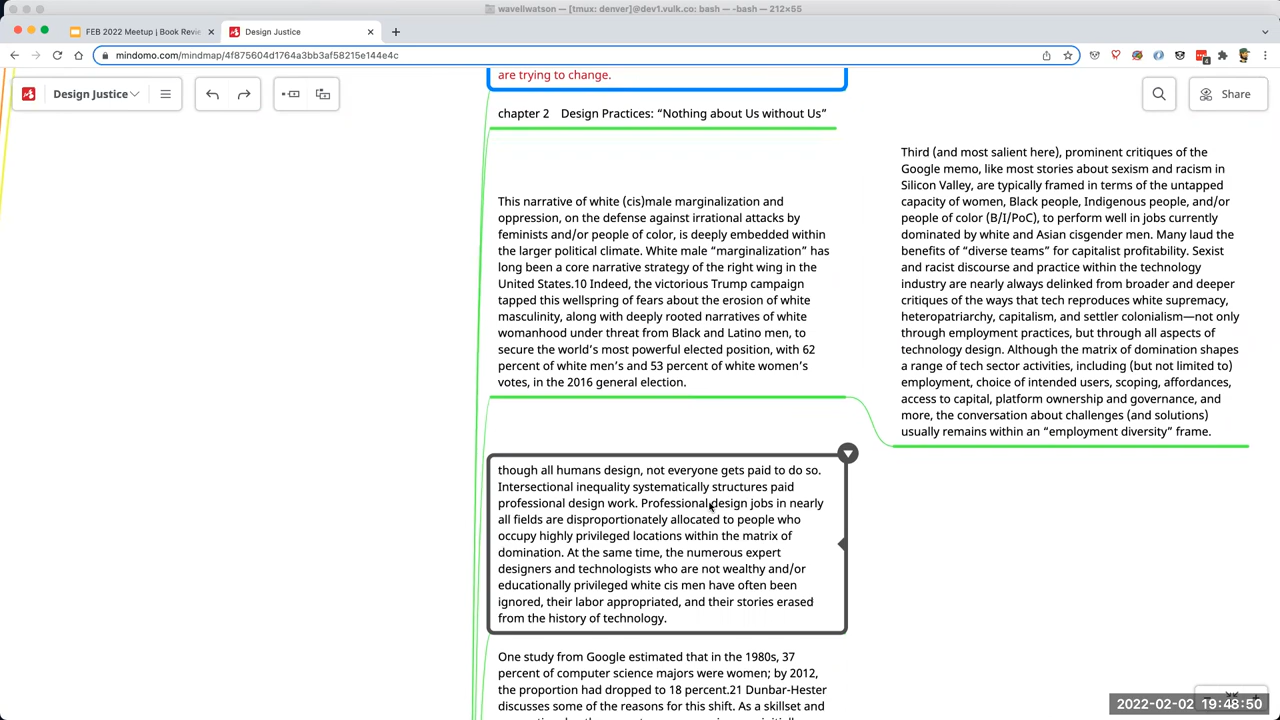 wavellwatson — [tmux: denver]@dev1.vulk.co: bash — -bash — 212×55
FEB 2022 Meetup | Book Revie
Design Justice
mindomo.com/mindmap/4f875604d1764a3bb3af58215e144e4c
Design Justice
Share
are trying to change.
chapter 2 Design Practices: “Nothing about Us without Us”
This narrative of white (cis)male marginalization and
oppression, on the defense against irrational attacks by
feminists and/or people of color, is deeply embedded within
the larger political climate. White male “marginalization” has
long been a core narrative strategy of the right wing in the
United States.10 Indeed, the victorious Trump campaign
tapped this wellspring of fears about the erosion of white
masculinity, along with deeply rooted narratives of white
womanhood under threat from Black and Latino men, to
secure the world’s most powerful elected position, with 62
percent of white men’s and 53 percent of white women’s
votes, in the 2016 general election.
Third (and most salient here), prominent critiques of the
Google memo, like most stories about sexism and racism in
Silicon Valley, are typically framed in terms of the untapped
capacity of women, Black people, Indigenous people, and/or
people of color (B/I/PoC), to perform well in jobs currently
dominated by white and Asian cisgender men. Many laud the
benefits of “diverse teams” for capitalist profitability. Sexist
and racist discourse and practice within the technology
industry are nearly always delinked from broader and deeper
critiques of the ways that tech reproduces white supremacy,
heteropatriarchy, capitalism, and settler colonialism—not only
through employment practices, but through all aspects of
technology design. Although the matrix of domination shapes
a range of tech sector activities, including (but not limited to)
employment, choice of intended users, scoping, affordances,
access to capital, platform ownership and governance, and
more, the conversation about challenges (and solutions)
usually remains within an “employment diversity” frame.
though all humans design, not everyone gets paid to do so.
Intersectional inequality systematically structures paid
professional design work. Professional design jobs in nearly
all fields are disproportionately allocated to people who
occupy highly privileged locations within the matrix of
domination. At the same time, the numerous expert
designers and technologists who are not wealthy and/or
educationally privileged white cis men have often been
ignored, their labor appropriated, and their stories erased
from the history of technology.
One study from Google estimated that in the 1980s, 37
percent of computer science majors were women; by 2012,
the proportion had dropped to 18 percent.21 Dunbar-Hester
discusses some of the reasons for this shift. As a skillset and
2022-02-02 19:48:50